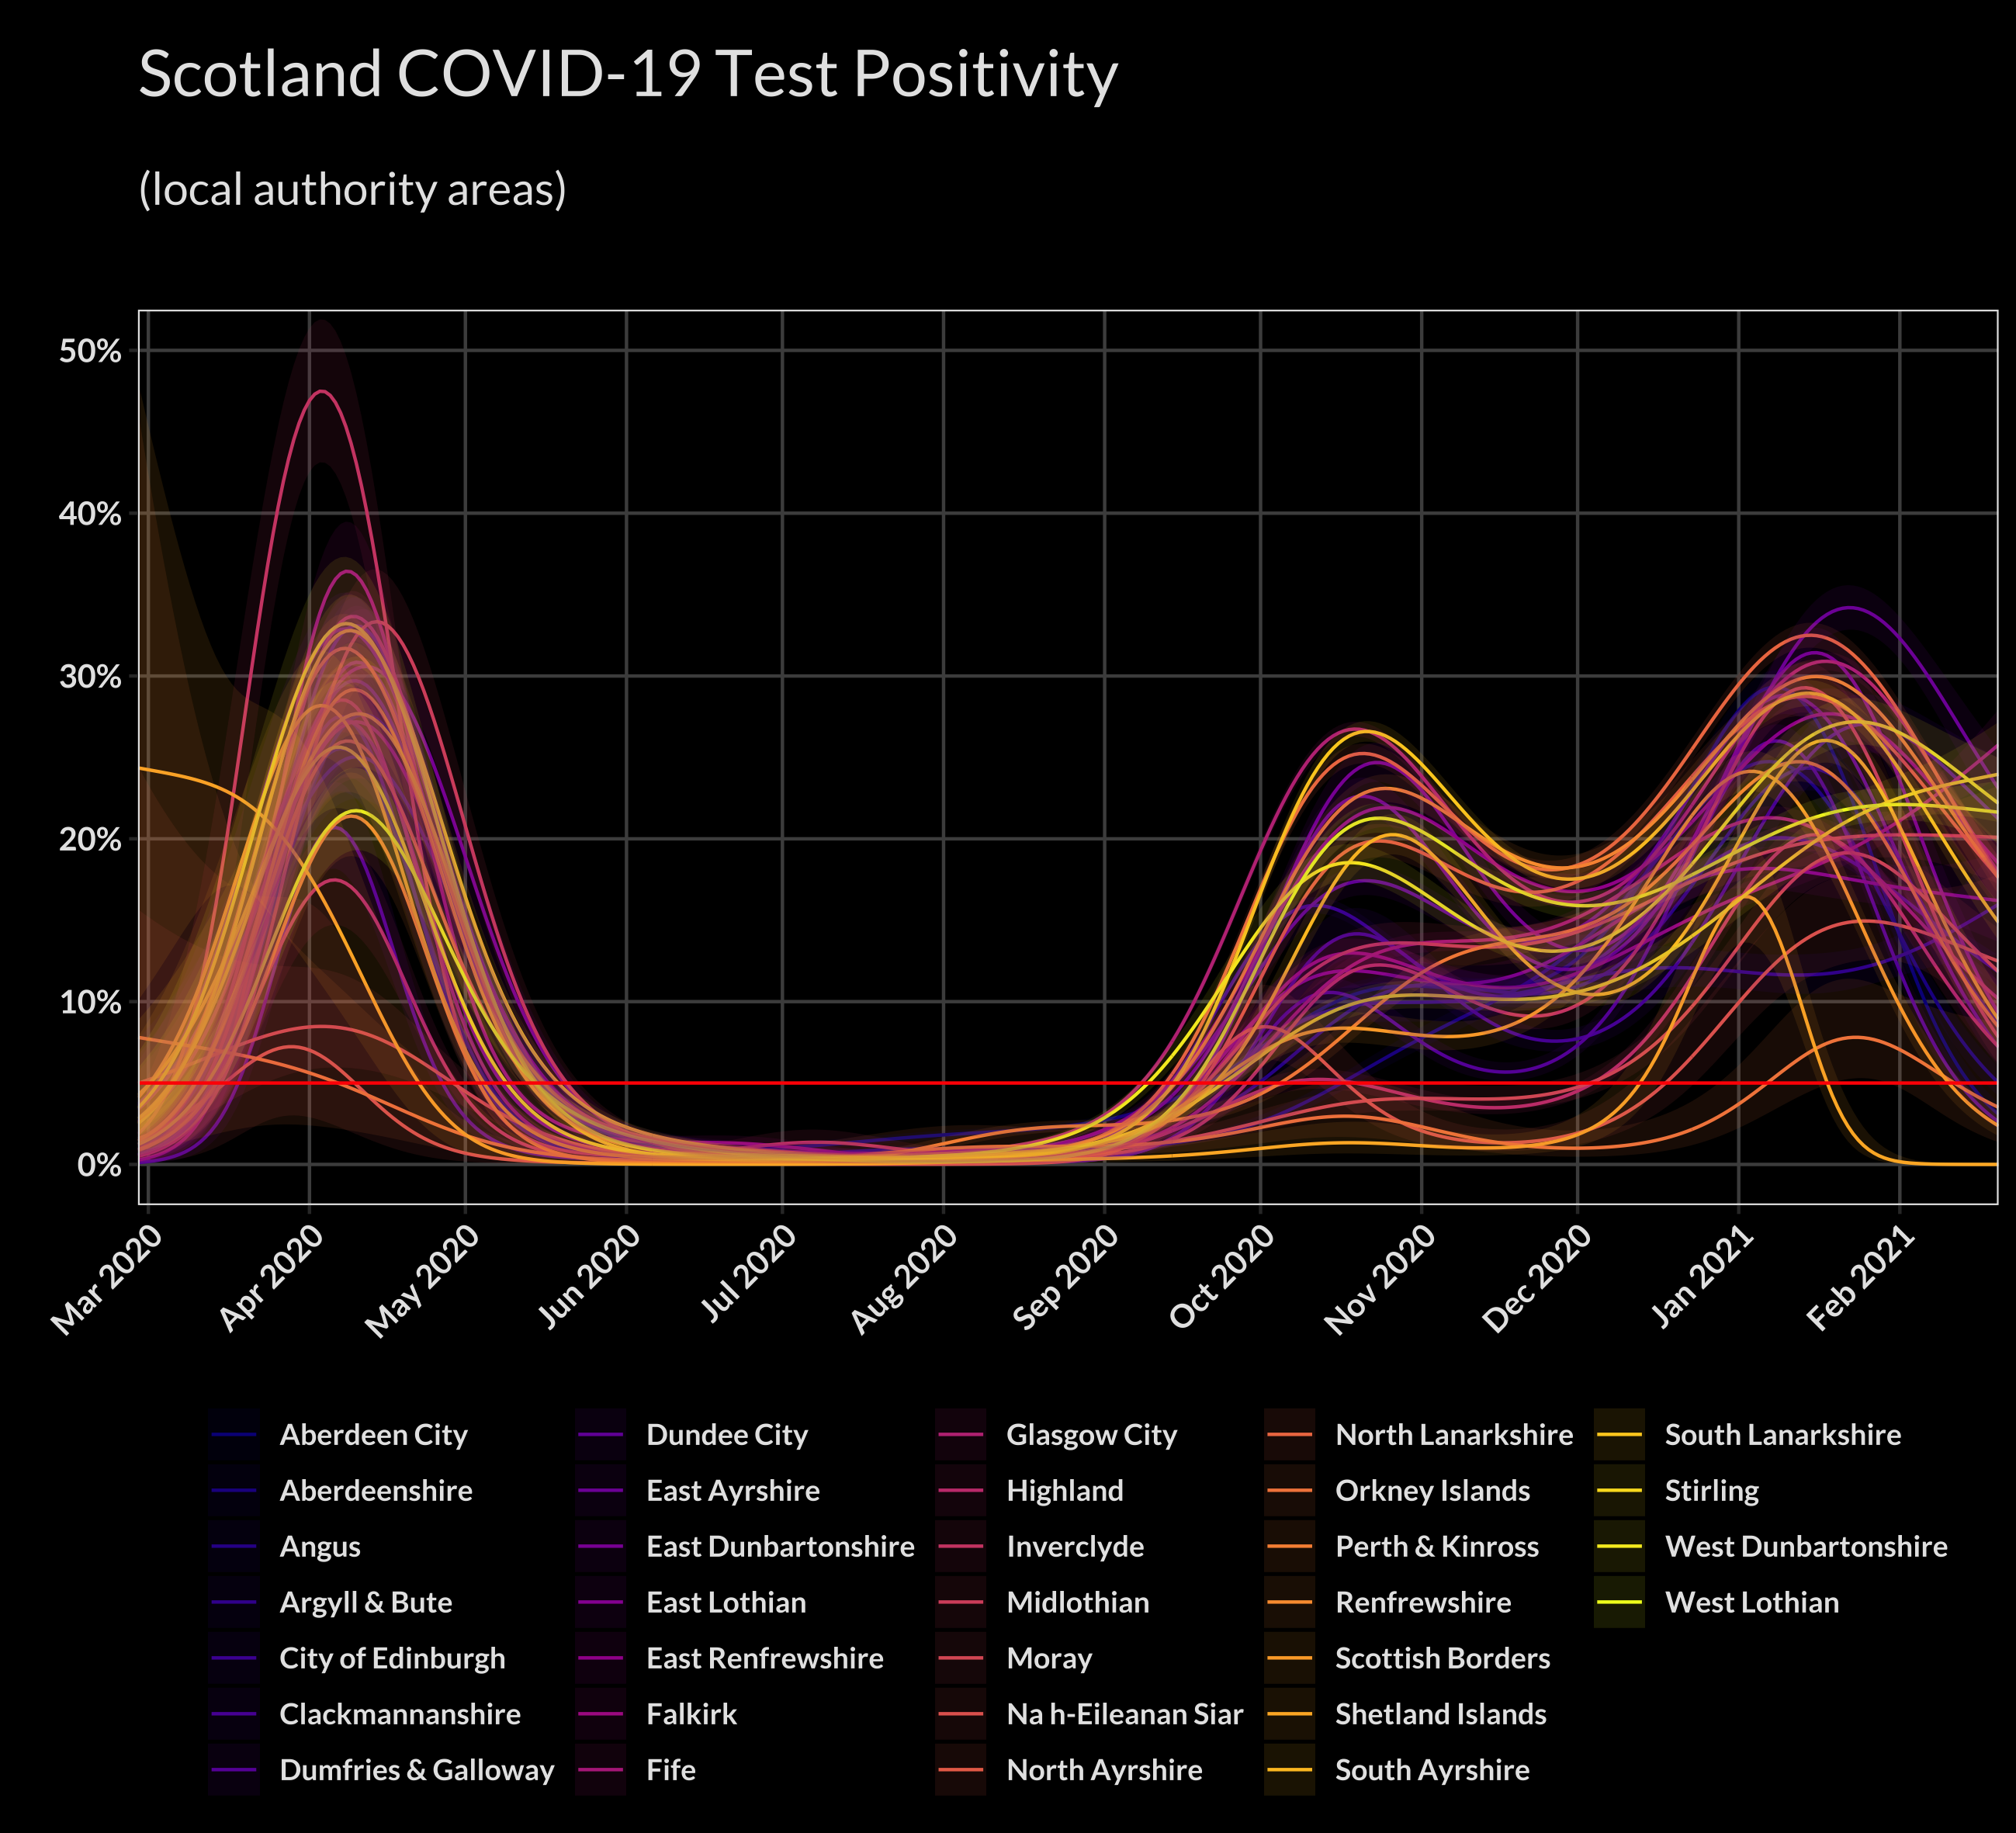 Scotland COVID-19 Test Positivity
(local authority areas)
50%
40%
30%
20%
10%
0%
Mar 2020
Apr 2020
May 2020
Jun 2020
Jul 2020
Aug 2020
Sep 2020
Oct 2020
Nov 2020
Dec 2020
Jan 2021
Feb 2021
Aberdeen City
Aberdeenshire
Angus
Argyll & Bute
City of Edinburgh
Clackmannanshire
Dumfries & Galloway
Dundee City
East Ayrshire
East Dunbartonshire
East Lothian
East Renfrewshire
Falkirk
Fife
Glasgow City
Highland
Inverclyde
Midlothian
Moray
Na h-Eileanan Siar
North Ayrshire
North Lanarkshire
Orkney Islands
Perth & Kinross
Renfrewshire
Scottish Borders
Shetland Islands
South Ayrshire
South Lanarkshire
Stirling
West Dunbartonshire
West Lothian